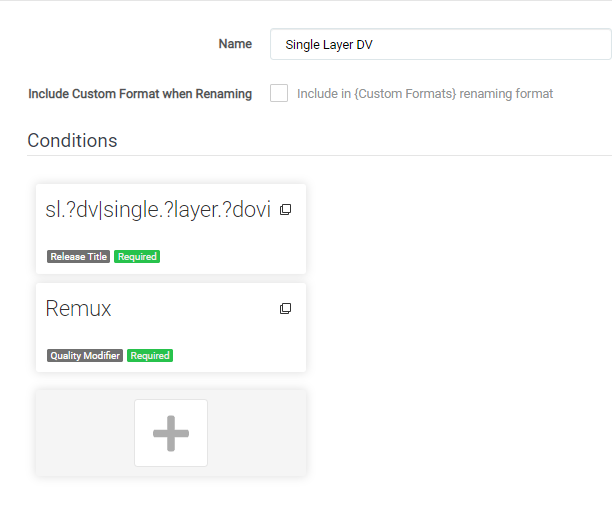 Name
Single Layer DV
Include Custom Format when Renaming
Include in {Custom Formats} renaming format
Conditions
sl.?dv|single.?layer.?dovi
Release Title Required
Remux
Quality Modifier Required